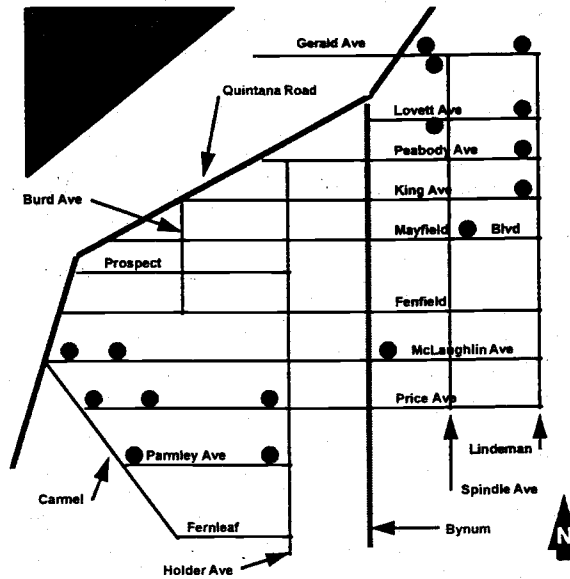 Gerald Ave
Quintana Road
Lovett Ave
Peabody Ave
King Ave
Burd Ave
Mayfield Blvd
Prospect
Fenfield
McLaughlin Ave
Price Ave
Parmley Ave
Lindeman
Spindle Ave
Carmel
Fernleaf
Bynum
N
Holder Ave